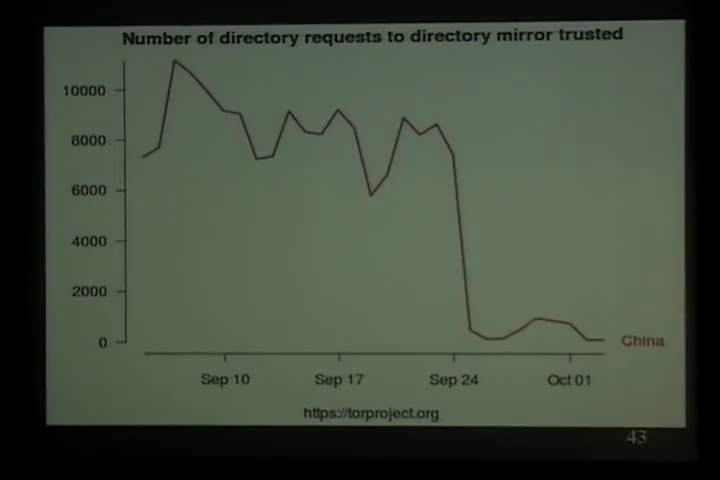 Number of directory requests to directory mirror trusted
10000
8000
6000
4000
2000
0
China
Sep 10
Sep 17
Sep 24
Oct 01
https://torproject.org
43